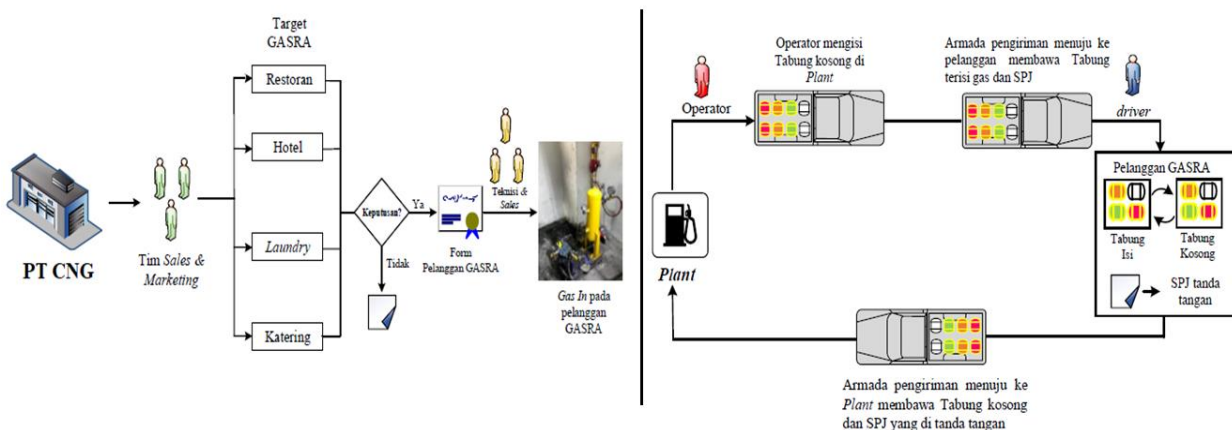 Target
GASRA
Restoran
Hotel
Laundry
Katering
PT CNG
Tim Sales &
Marketing
Keputusan?
Ya
Tidak
Form
Pelanggan GASRA
Teknisi &
Sales
Gas In pada
pelanggan
GASRA
Operator mengisi
Tabung kosong di
Plant
Armada pengiriman menuju ke
pelanggan membawa Tabung
terisi gas dan SPJ
Operator
driver
Plant
Pelanggan GASRA
Tabung
Isi
Tabung
Kosong
SPJ tanda
tangan
Armada pengiriman menuju ke
Plant membawa Tabung kosong
dan SPJ yang di tanda tangan